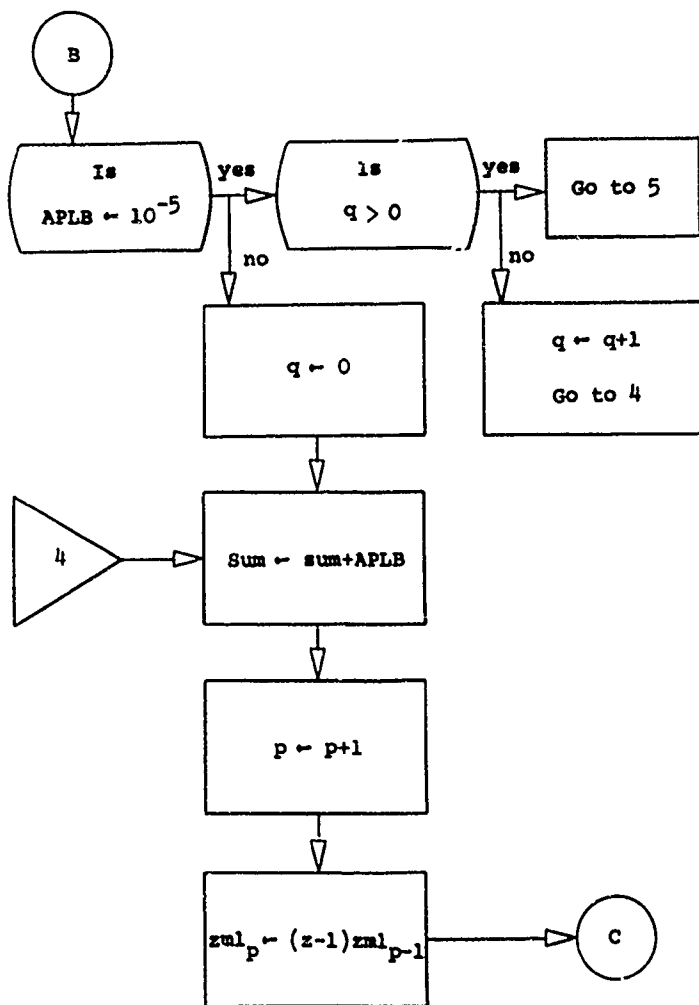 B
Is
APLB ← 10^-5
yes
is
q > 0
yes
Go to 5
no
no
q ← 0
q ← q+1
Go to 4
4
Sum ← sum+APLB
p ← p+1
zml_p ← (z-1)zml_p-1
C